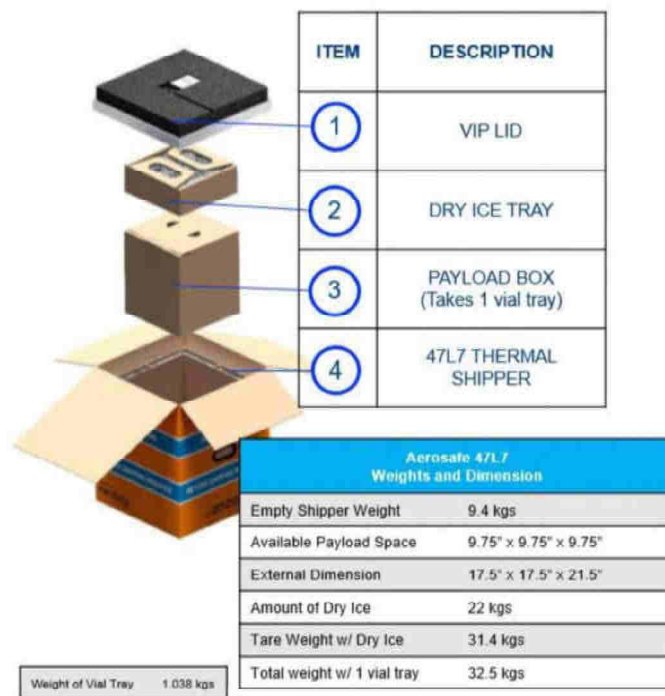 ITEM DESCRIPTION
1 VIP LID
2 DRY ICE TRAY
3 PAYLOAD BOX
(Takes 1 vial tray)
4 47L7 THERMAL
SHIPPER
Aerosafe 47L7
Weights and Dimension
Empty Shipper Weight 9.4 kgs
Available Payload Space 9.75" x 9.75" x 9.75"
External Dimension 17.5" x 17.5" x 21.5"
Amount of Dry Ice 22 kgs
Tare Weight w/ Dry Ice 31.4 kgs
Total weight w/ 1 vial tray 32.5 kgs
Weight of Vial Tray 1.038 kgs